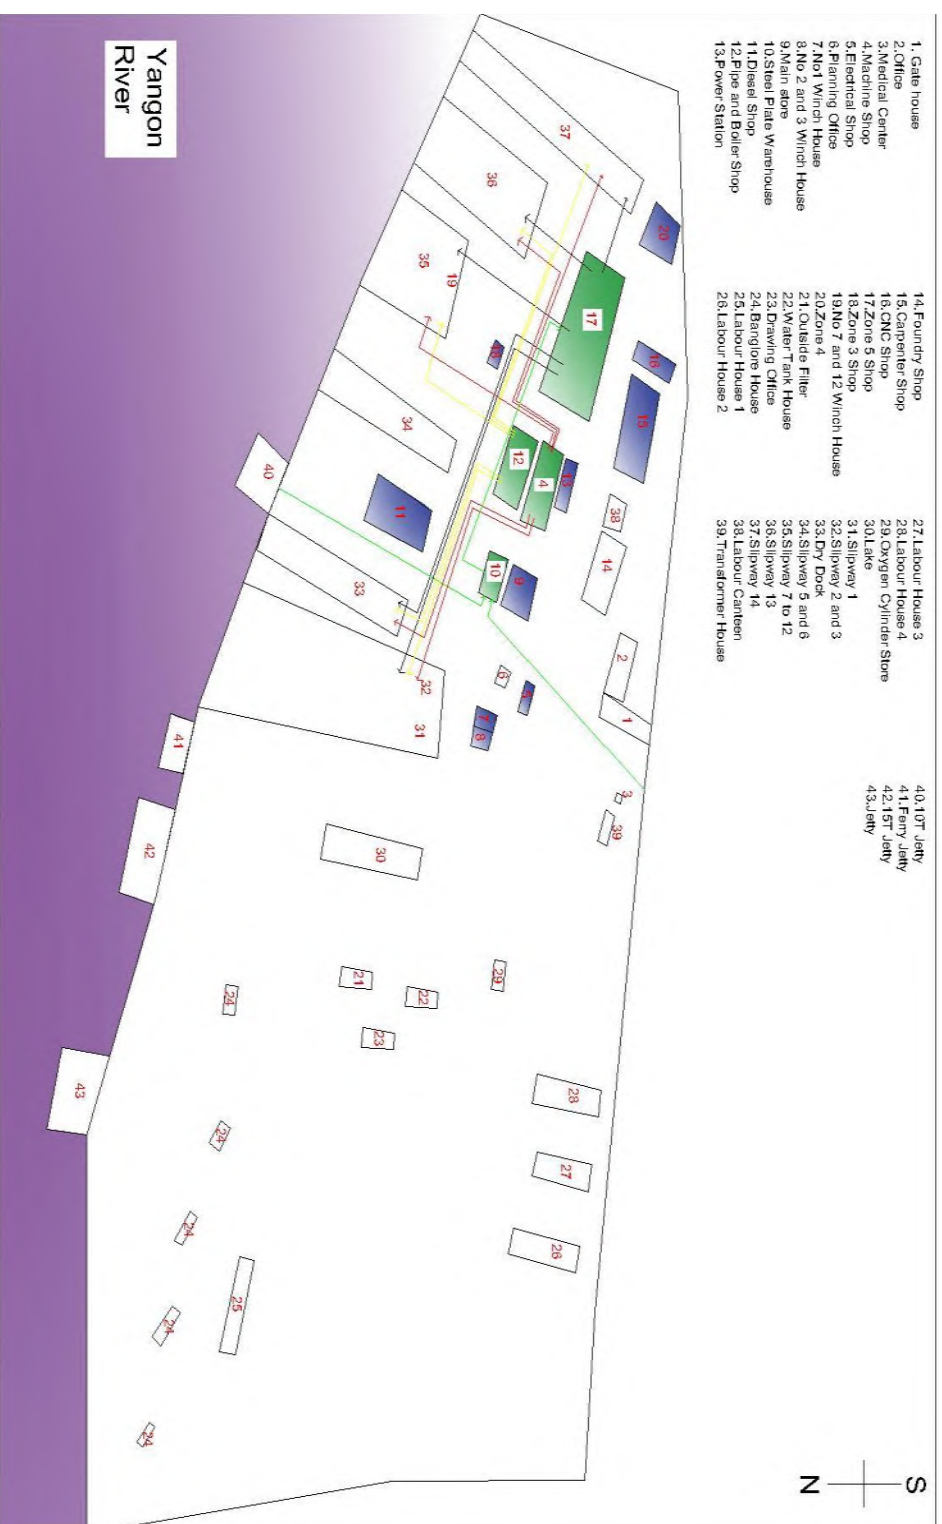 1. Gate house
2.Office
3.Medical Center
4.Machine Shop
5.Electrical Shop
6.Planning Office
7.No1 Winch House
8.No 2 and 3 Winch House
9.Main store
10.Steel Plate Warehouse
11.Diesel Shop
12.Pipe and Boiler Shop
13.Power Station
14.Foundry Shop
15.Carpenter Shop
16.CNC Shop
17.Zone 5 Shop
18.Zone 3 Shop
19.No 7 and 12 Winch House
20.Zone 4
21.Outside Filter
22.Water Tank House
23.Drawing Office
24.Banglore House
25.Labour House 1
26.Labour House 2
27.Labour House 3
28.Labour House 4
29.Oxygen Cylinder Store
30.Lake
31.Slipway 1
32.Slipway 2 and 3
33.Dry Dock
34.Slipway 5 and 6
35.Slipway 7 to 12
36.Slipway 13
37.Slipway 14
38.Labour Canteen
39.Transformer House
40.10T Jetty
41.Ferry Jetty
42.15T Jetty
43.Jetty
S
N
20
16
15
37
36
17
35
19
18
13
38
14
4
12
34
2
1
40
11
10
9
6
5
33
7
8
32
31
3
39
41
42
30
29
21
22
24
23
28
43
24
27
24
26
25
24
24
Yangon
River